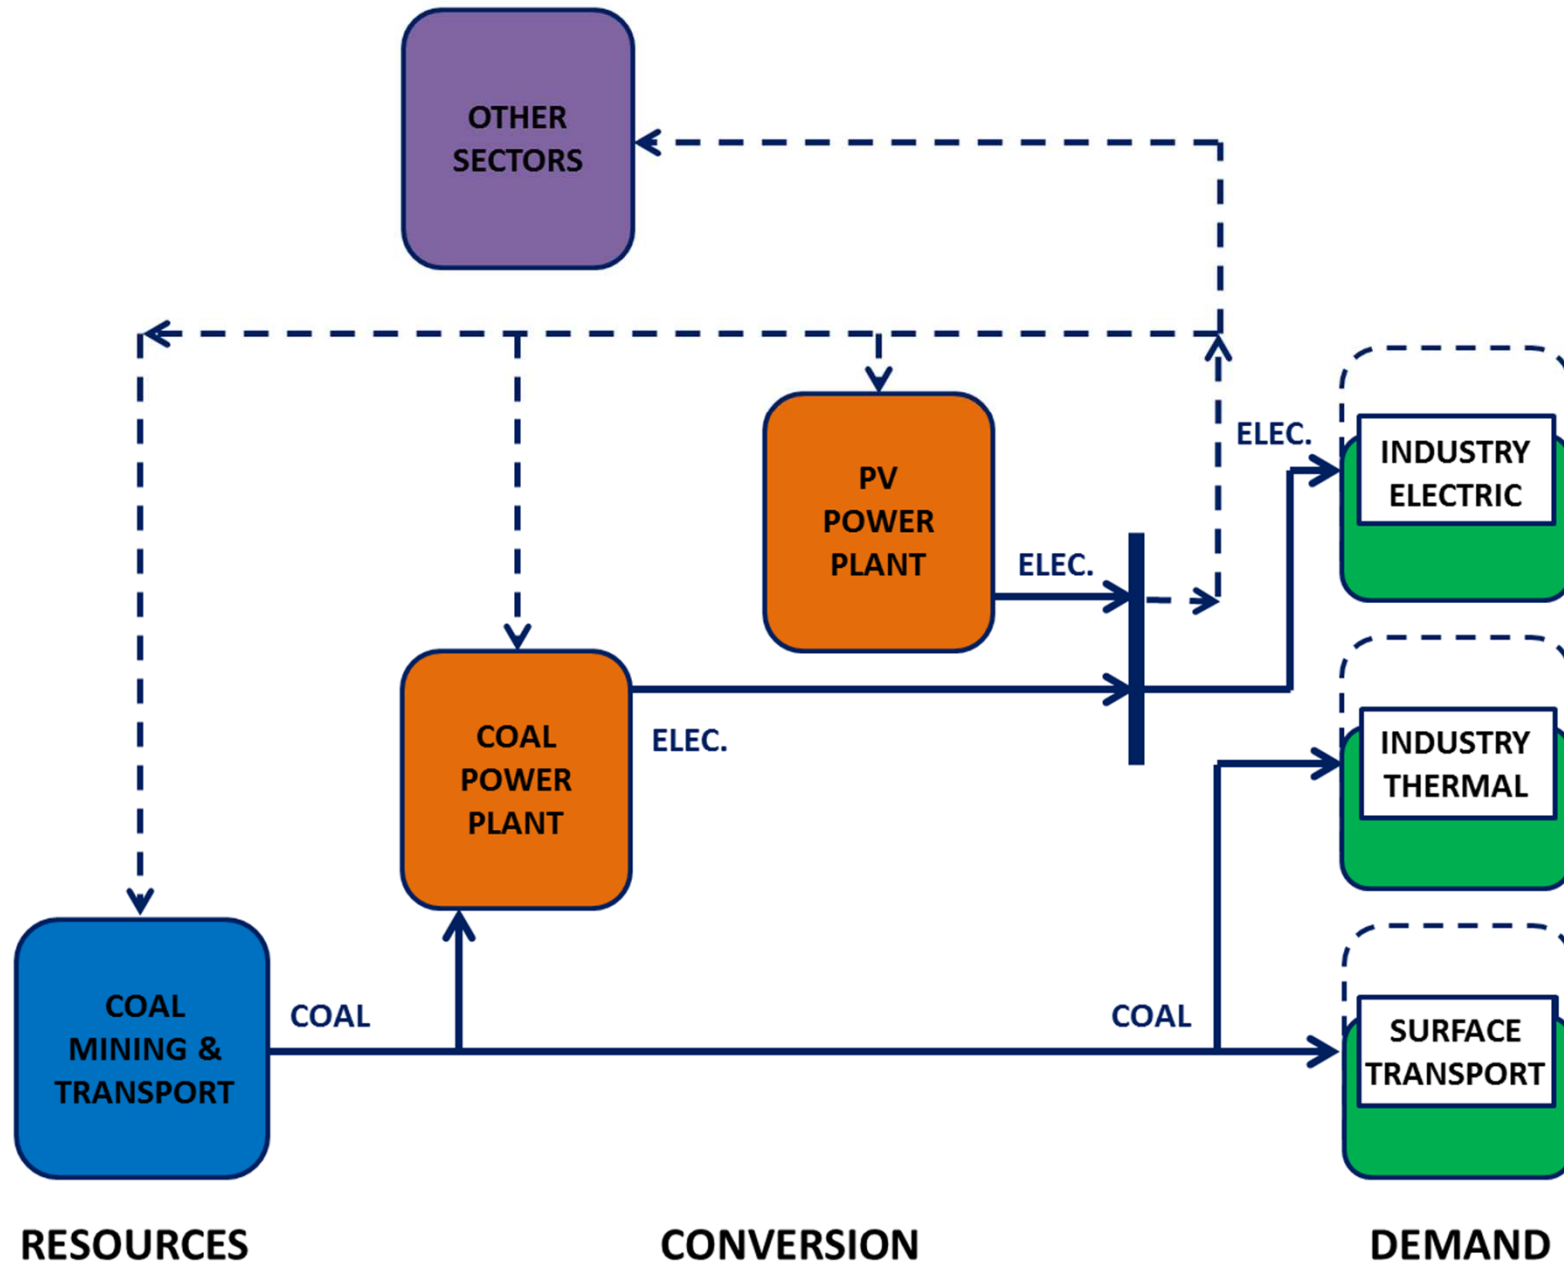 OTHER
SECTORS
ELEC.
INDUSTRY
ELECTRIC
PV
POWER
PLANT
ELEC.
COAL
POWER
PLANT
ELEC.
INDUSTRY
THERMAL
COAL
MINING &
TRANSPORT
COAL
COAL
SURFACE
TRANSPORT
RESOURCES
CONVERSION
DEMAND